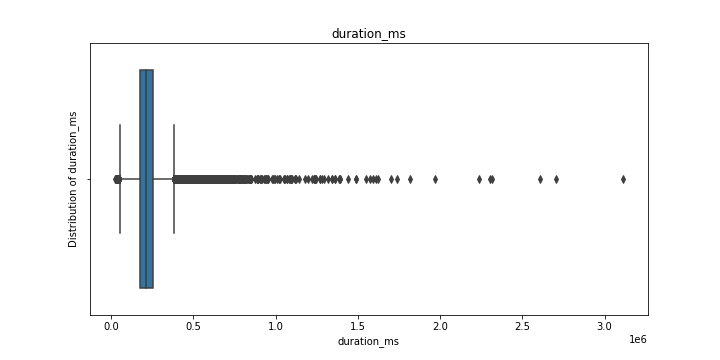 duration_ms
Distribution of duration_ms
0.0 0.5 1.0 1.5 2.0 2.5 3.0
1e6
duration_ms